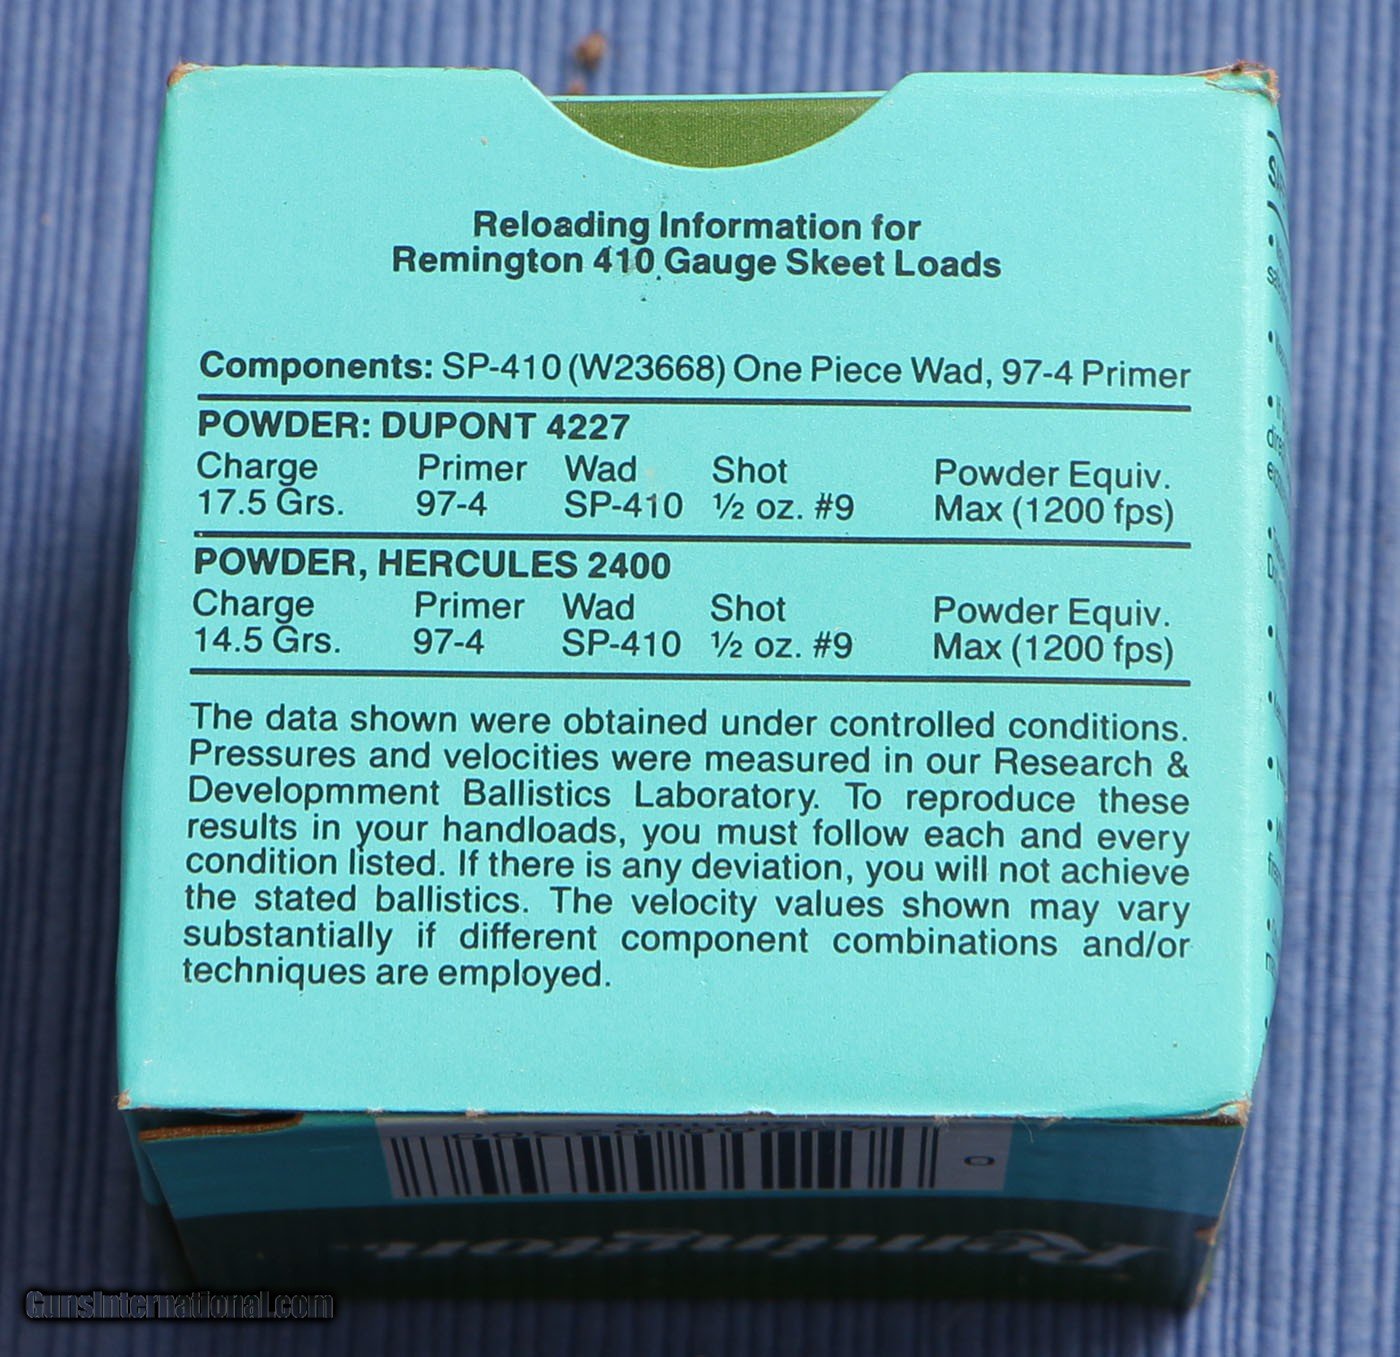 Reloading Information for
Remington 410 Gauge Skeet Loads
Components: SP-410 (W23668) One Piece Wad, 97-4 Primer
POWDER: DUPONT 4227
Charge Primer Wad Shot Powder Equiv.
17.5 Grs. 97-4 SP-410 ½ oz. #9 Max (1200 fps)
POWDER, HERCULES 2400
Charge Primer Wad Shot Powder Equiv.
14.5 Grs. 97-4 SP-410 ½ oz. #9 Max (1200 fps)
The data shown were obtained under controlled conditions.
Pressures and velocities were measured in our Research &
Developmment Ballistics Laboratory. To reproduce these
results in your handloads, you must follow each and every
condition listed. If there is any deviation, you will not achieve
the stated ballistics. The velocity values shown may vary
substantially if different component combinations and/or
techniques are employed.
0
Remington
GunsInternational.com